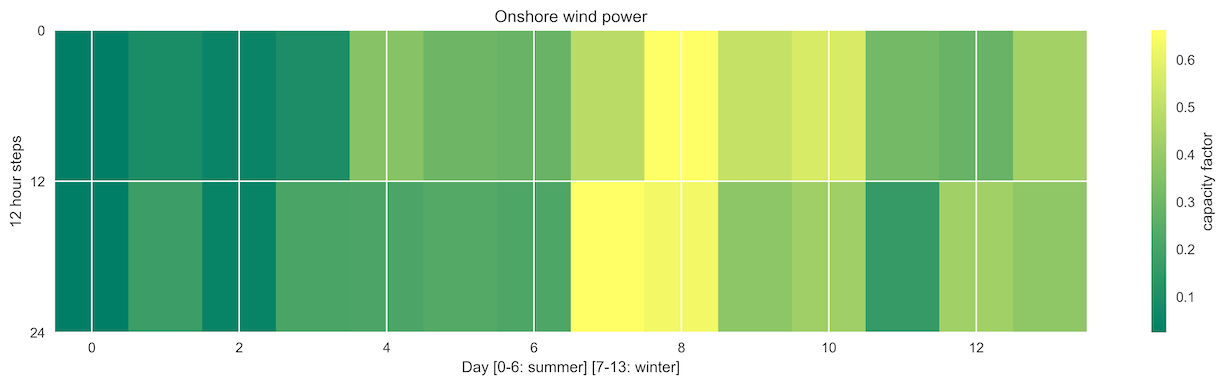 Onshore wind power
0
12
24
12 hour steps
0 2 4 6 8 10 12
Day [0-6: summer] [7-13: winter]
0.6
0.5
0.4
0.3
0.2
0.1
capacity factor